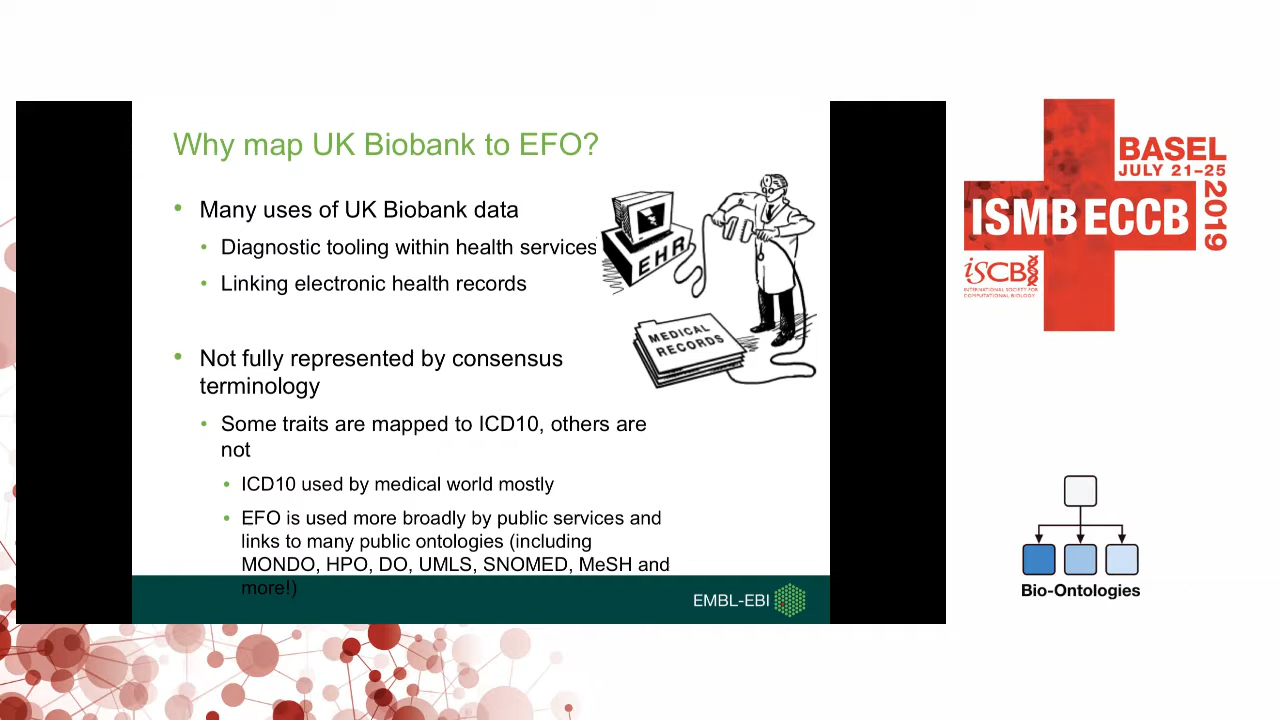 Why map UK Biobank to EFO?
• Many uses of UK Biobank data
• Diagnostic tooling within health services
• Linking electronic health records
EHR
MEDICAL
RECORDS
• Not fully represented by consensus
terminology
• Some traits are mapped to ICD10, others are
not
• ICD10 used by medical world mostly
• EFO is used more broadly by public services and
links to many public ontologies (including
MONDO, HPO, DO, UMLS, SNOMED, MeSH and
more!)
EMBL-EBI
BASEL
JULY 21–25
2019
ISMB ECCB
iSCB
INTERNATIONAL SOCIETY FOR
COMPUTATIONAL BIOLOGY
Bio-Ontologies